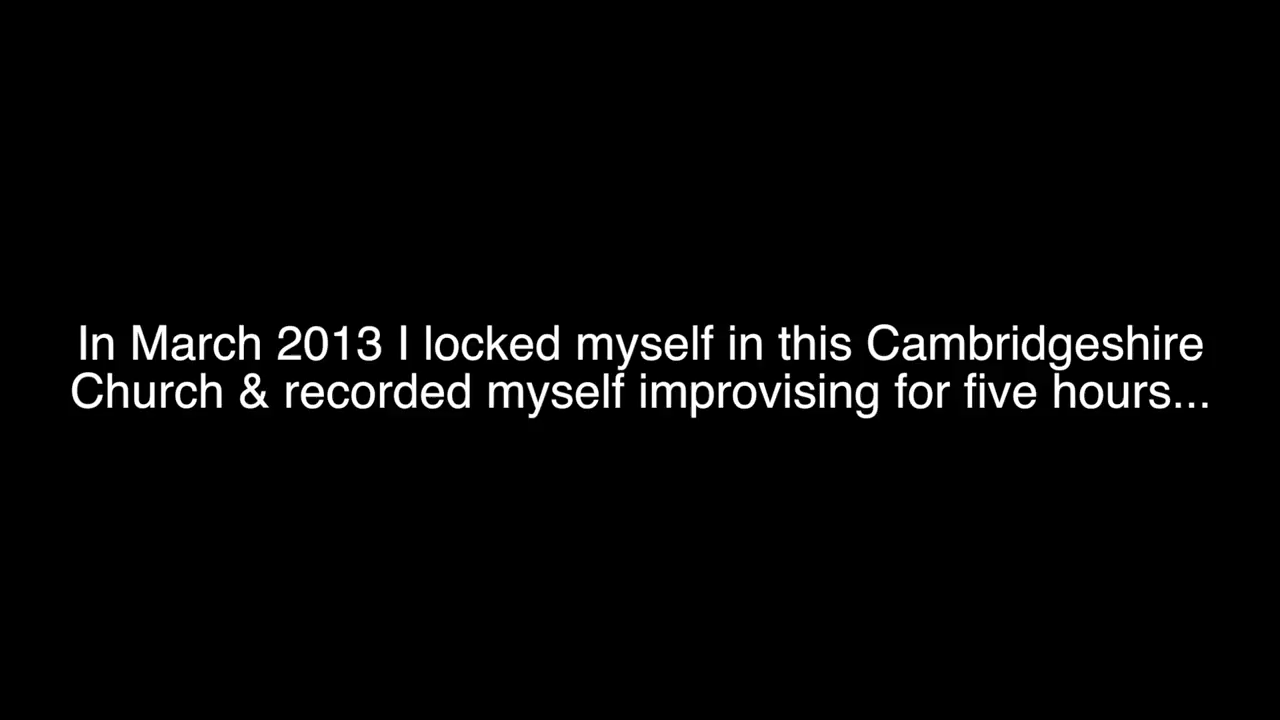 In March 2013 I locked myself in this Cambridgeshire
Church & recorded myself improvising for five hours...